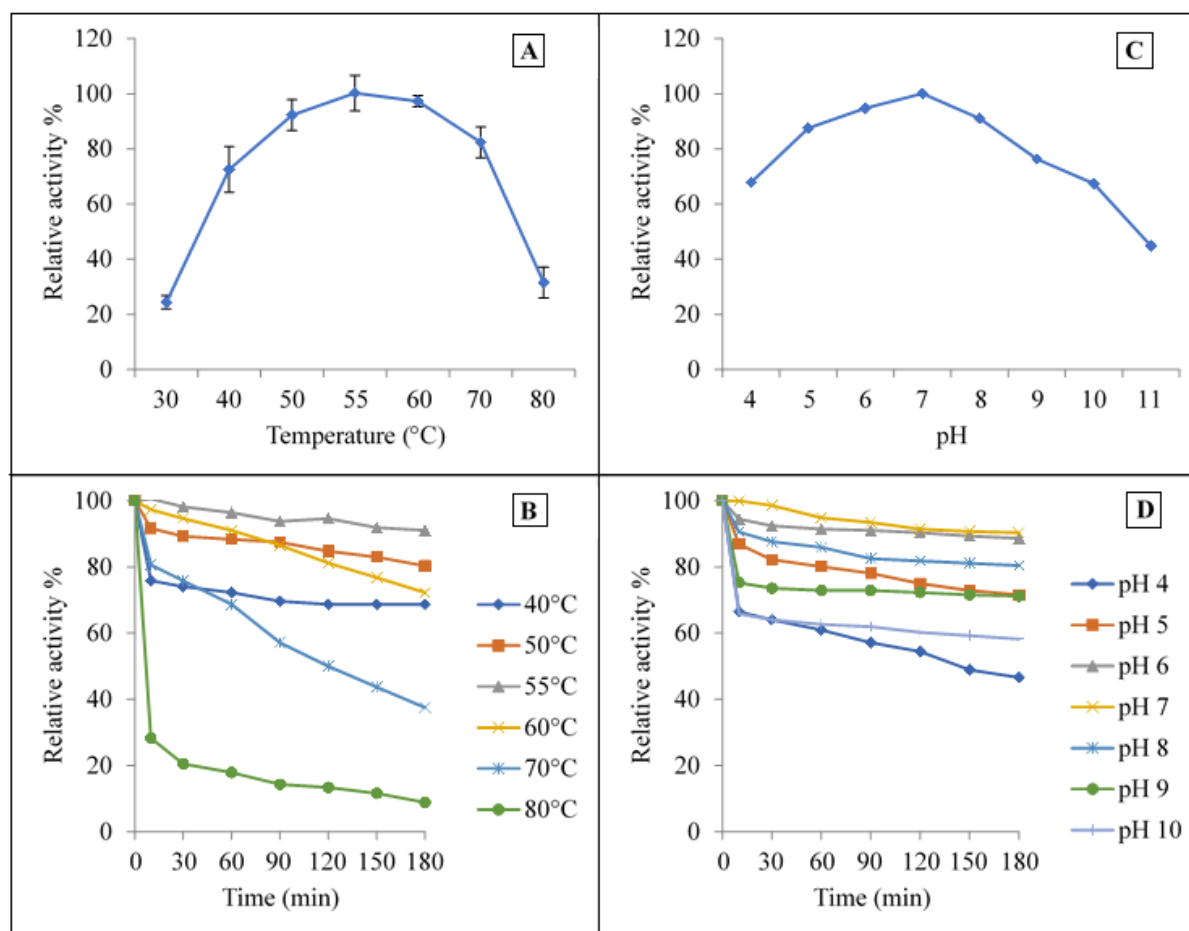 A
Relative activity %
120
100
80
60
40
20
0
30 40 50 55 60 70 80
Temperature (°C)
C
Relative activity %
120
100
80
60
40
20
0
4 5 6 7 8 9 10 11
pH
B
Relative activity %
100
80
60
40
20
0
0 30 60 90 120 150 180
Time (min)
40°C
50°C
55°C
60°C
70°C
80°C
D
Relative activity %
100
80
60
40
20
0
0 30 60 90 120 150 180
Time (min)
pH 4
pH 5
pH 6
pH 7
pH 8
pH 9
pH 10